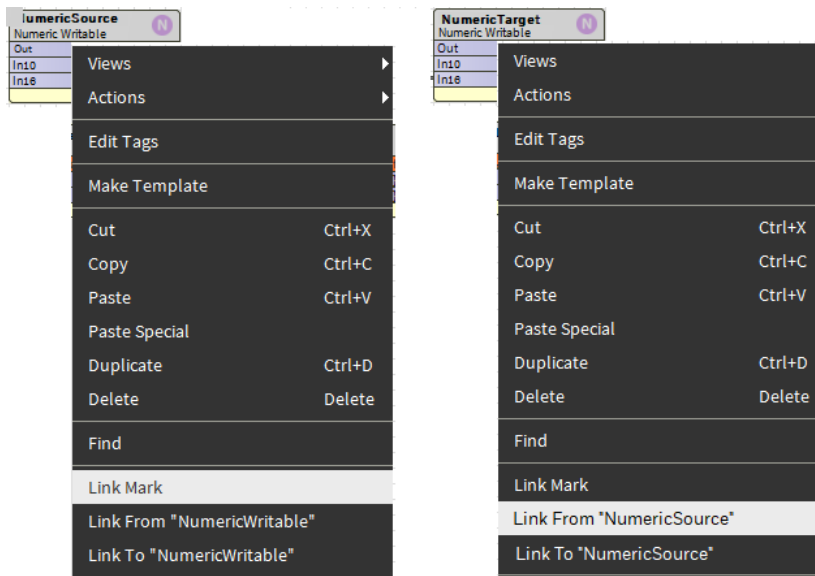 umericSource
Numeric Writable
N
Out
In10
In16
Views
Actions
Edit Tags
Make Template
Cut Ctrl+X
Copy Ctrl+C
Paste Ctrl+V
Paste Special
Duplicate Ctrl+D
Delete Delete
Find
Link Mark
Link From "NumericWritable"
Link To "NumericWritable"
NumericTarget
Numeric Writable
N
Out
In10
In16
Views
Actions
Edit Tags
Make Template
Cut Ctrl+X
Copy Ctrl+C
Paste Ctrl+V
Paste Special
Duplicate Ctrl+D
Delete Delete
Find
Link Mark
Link From "NumericSource"
Link To "NumericSource"